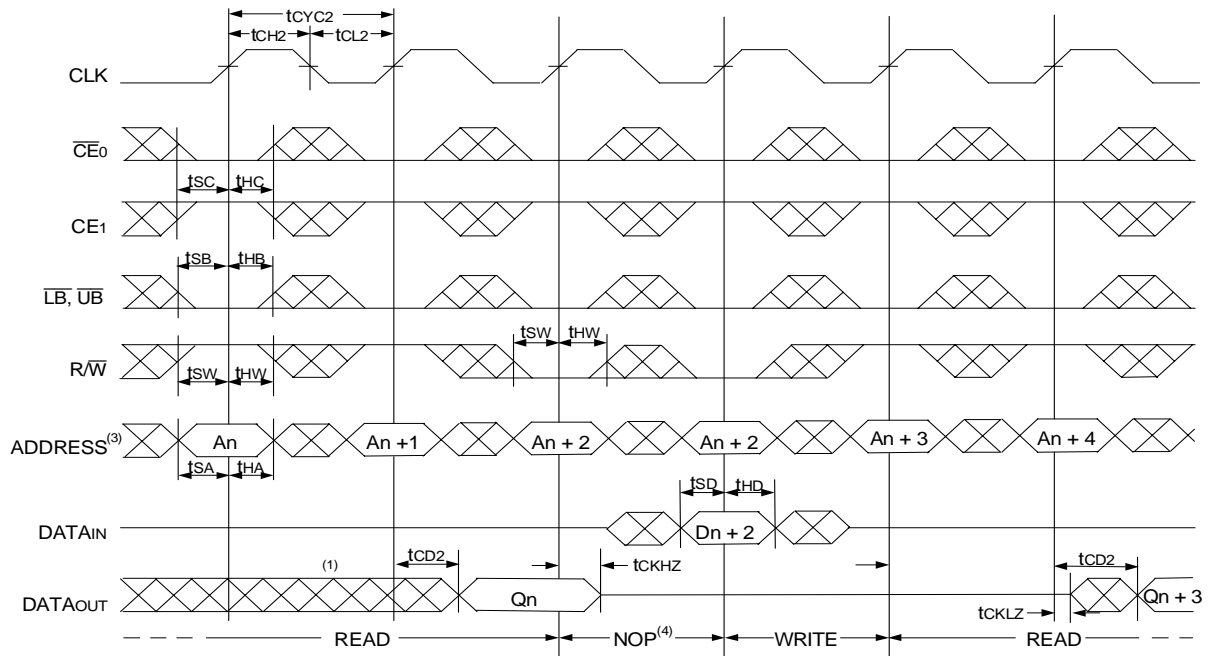 tCYC2
tCH2 tCL2
CLK
CE0
tSC tHC
CE1
tSB tHB
LB, UB
tSW tHW
R/W
tSW tHW
ADDRESS(3) An An +1 An + 2 An + 2 An + 3 An + 4
tSA tHA
tSD tHD
DATAIN Dn + 2
(1) tCD2 tCKHZ tCD2
DATAOUT Qn Qn + 3
tCKLZ
READ NOP(4) WRITE READ